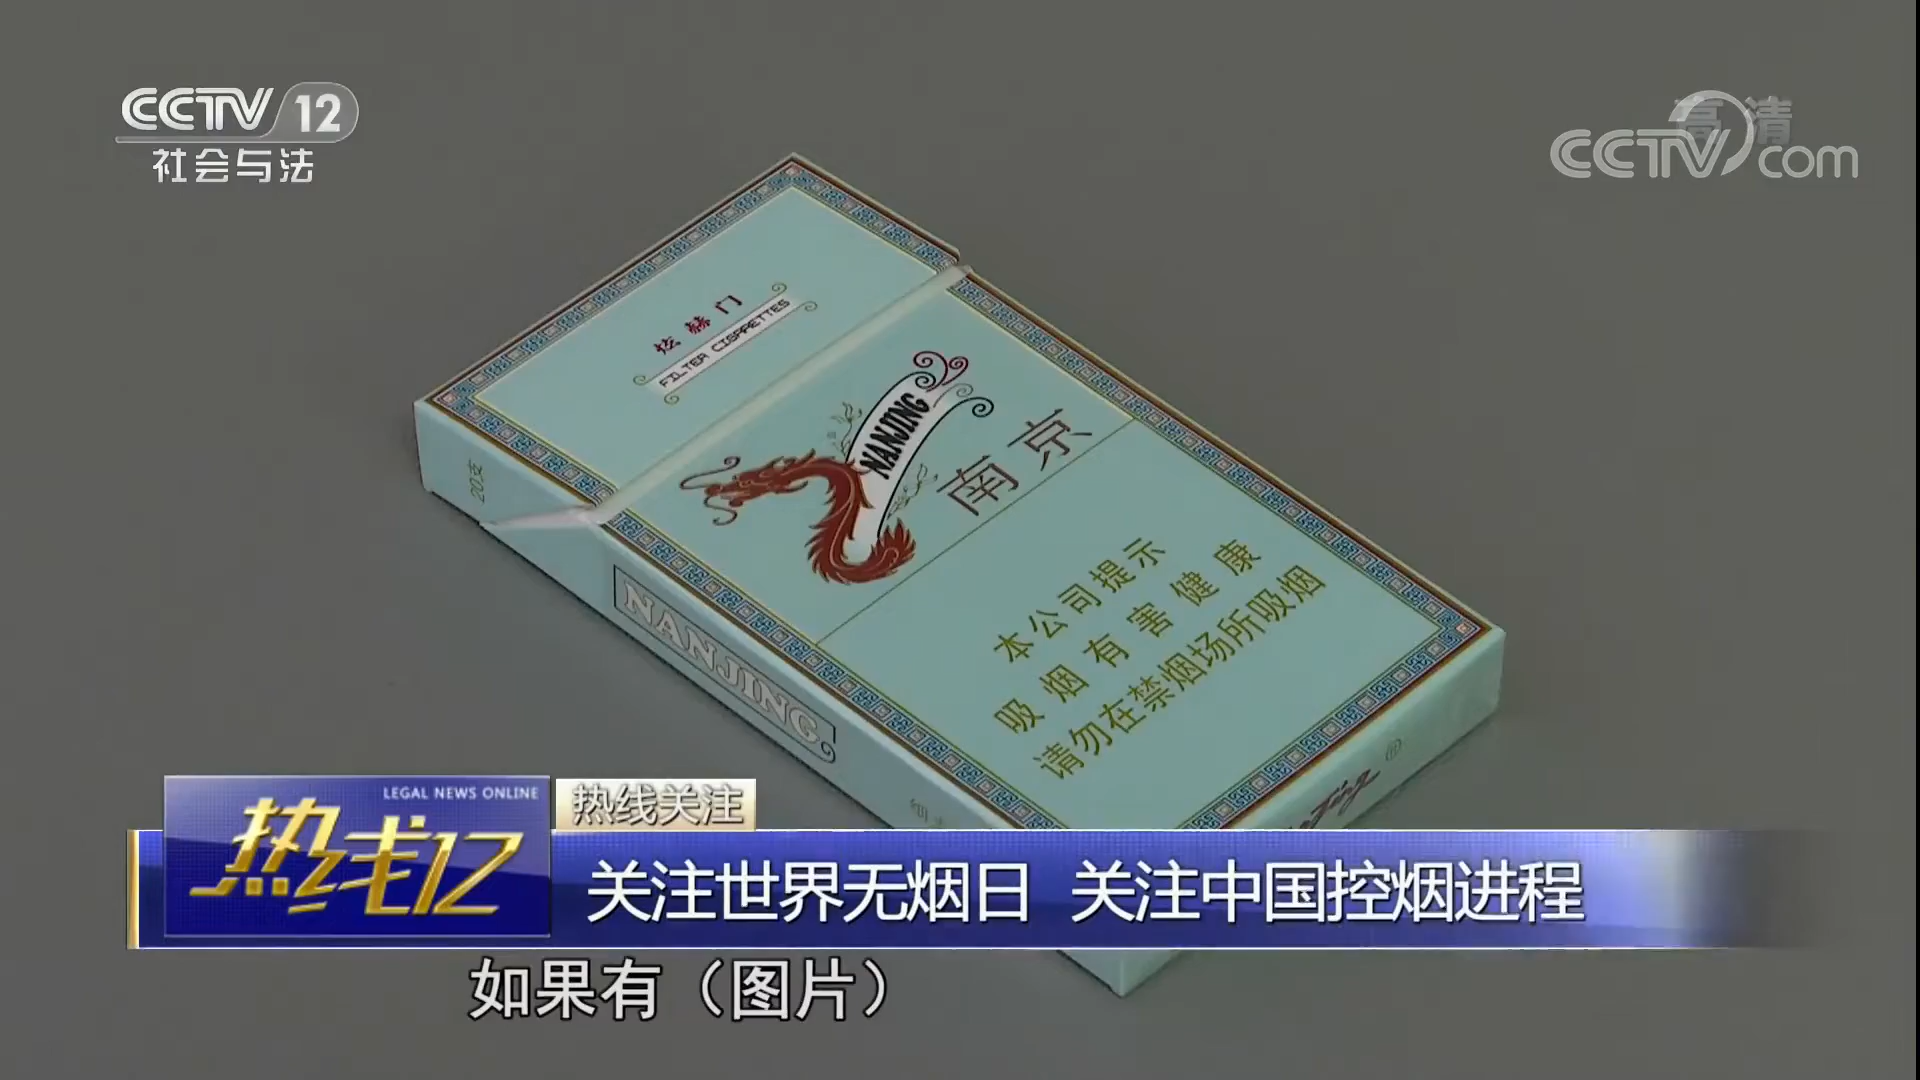 CCTV 12
社会与法
高清
CCTV.com
炫赫门
FILTER CIGARETTES
20支
NANJING
南京
NANJING
本公司提示
吸烟有害健康
请勿在禁烟场所吸烟
LEGAL NEWS ONLINE
热线12
热线关注
关注世界无烟日 关注中国控烟进程
如果有（图片）